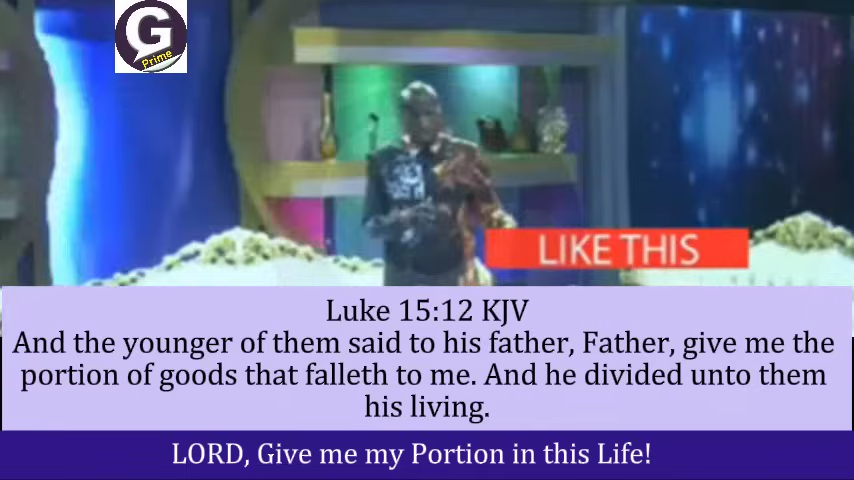 G
Prime
LIKE THIS
Luke 15:12 KJV
And the younger of them said to his father, Father, give me the
portion of goods that falleth to me. And he divided unto them
his living.
LORD, Give me my Portion in this Life!